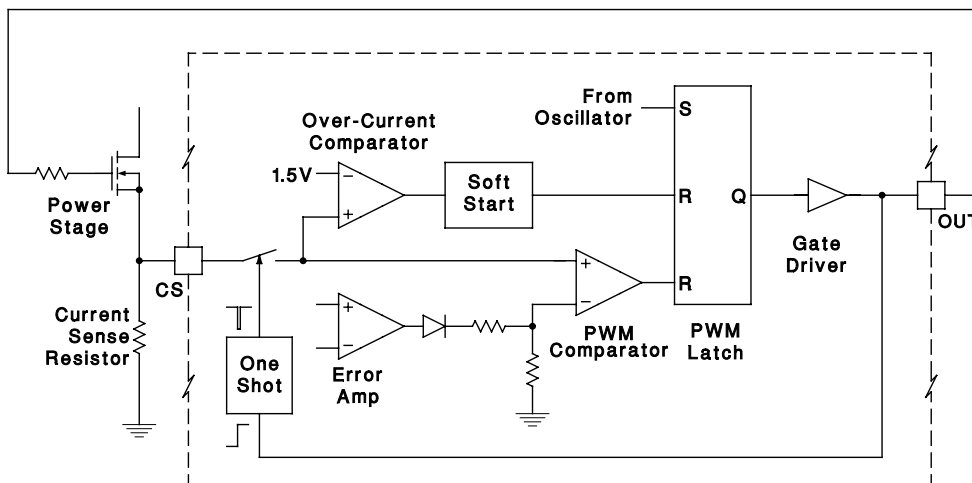 From
Oscillator
S
Over-Current
Comparator
1.5V
−
+
Soft
Start
R
Q
Power
Stage
OUT
Gate
Driver
CS
+
−
R
Current
Sense
Resistor
+
−
One
Shot
Error
Amp
PWM
Comparator
PWM
Latch